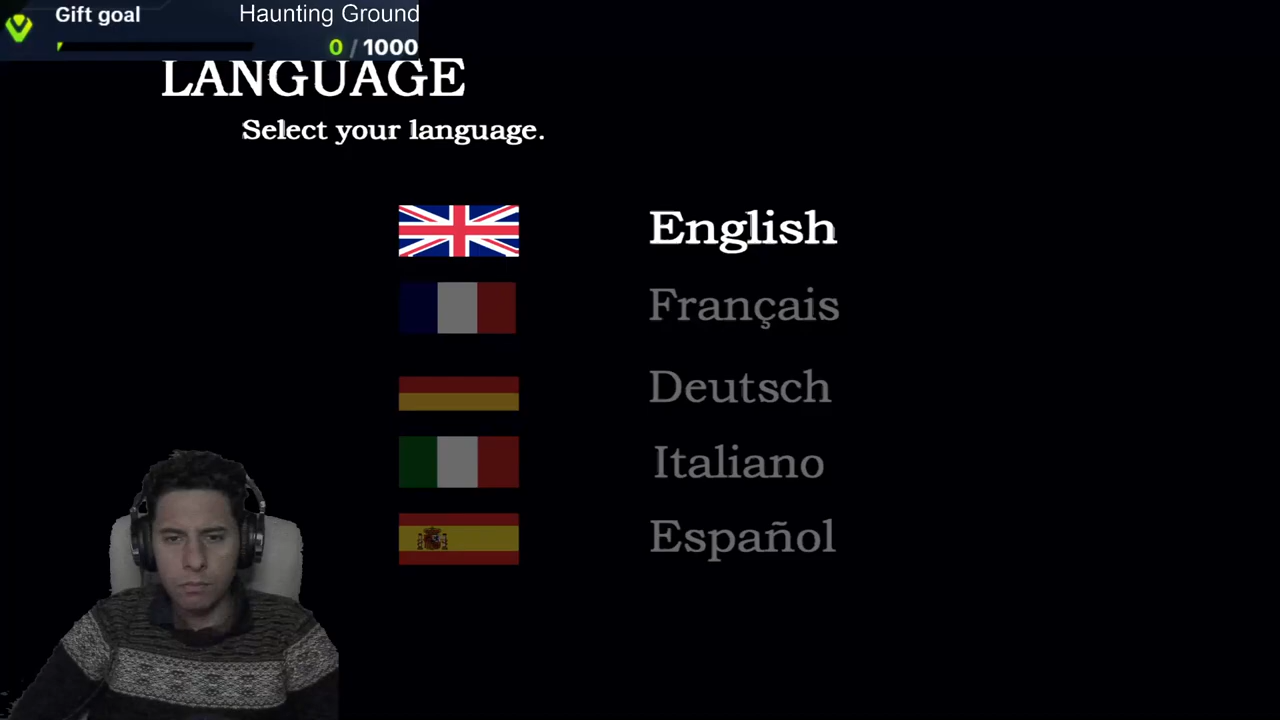 Gift goal
Haunting Ground
0 / 1000
LANGUAGE
Select your language.
English
Français
Deutsch
Italiano
Español